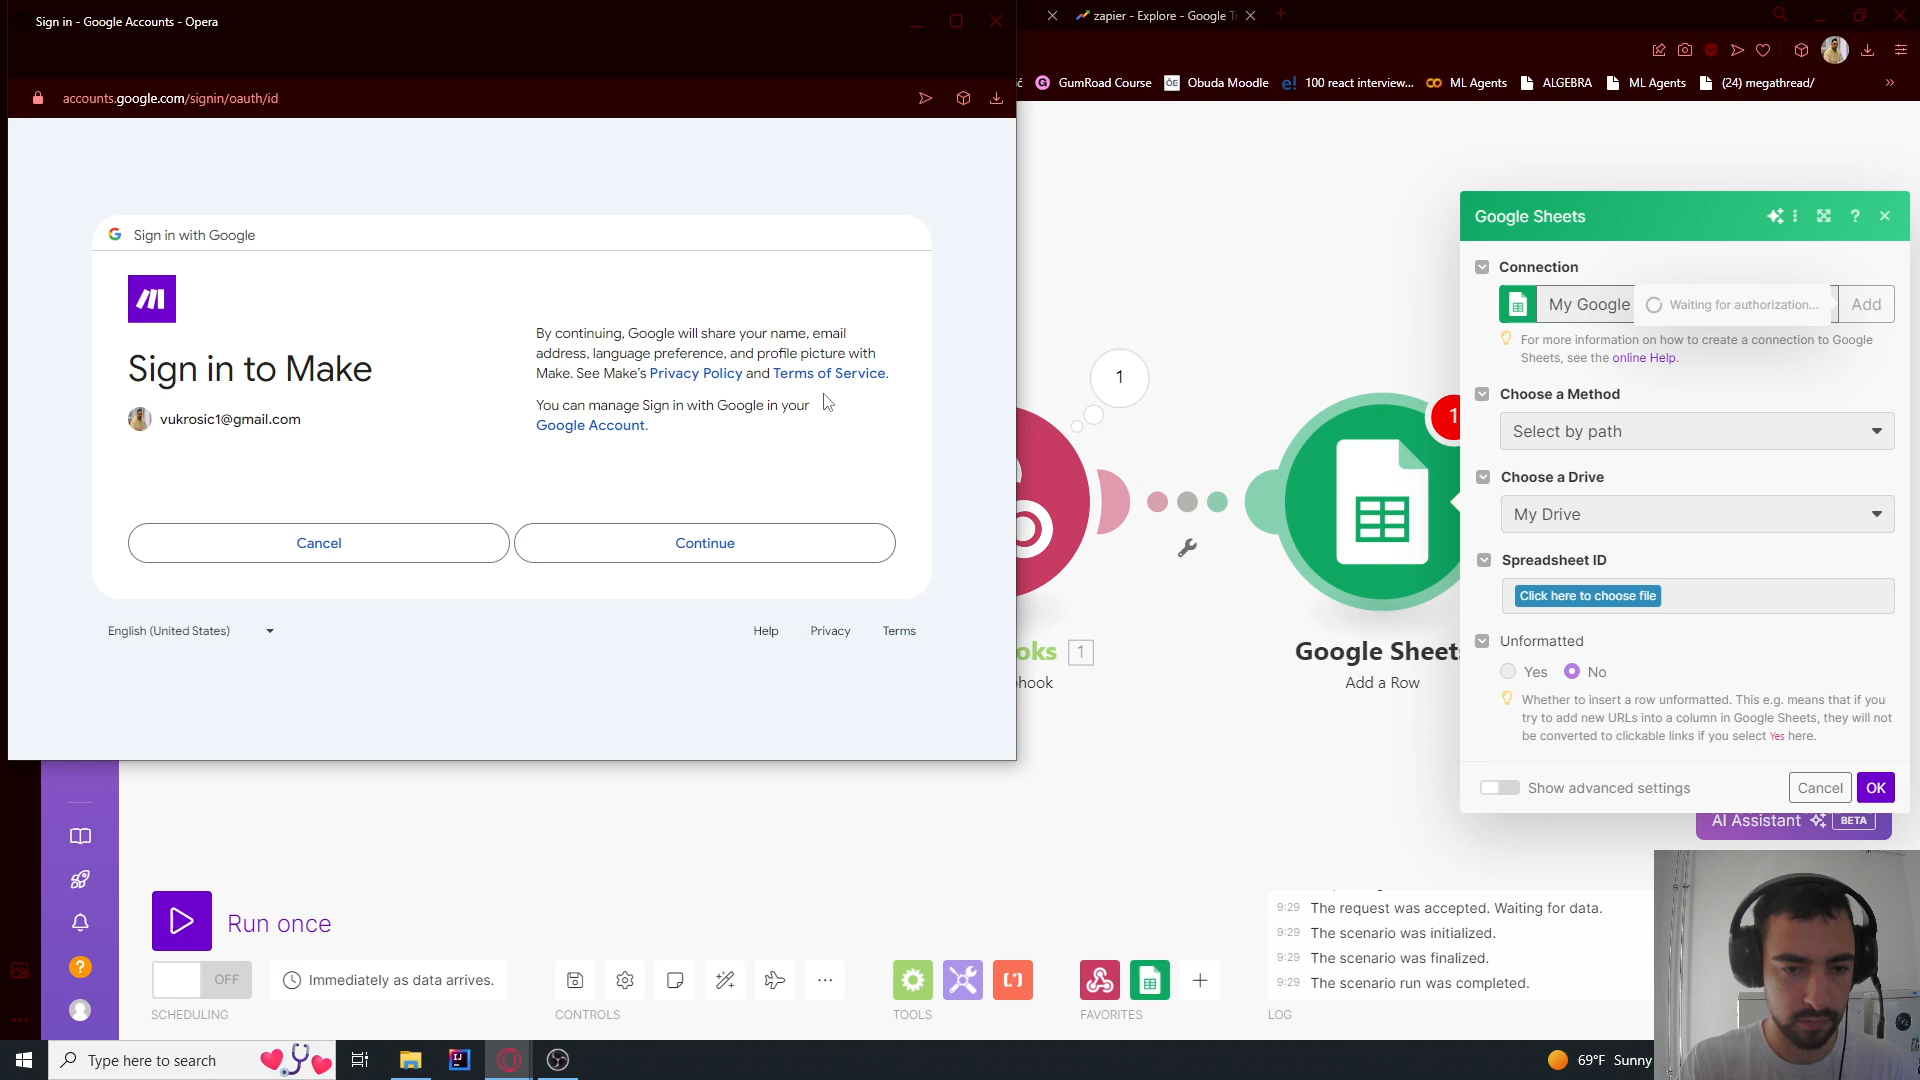 Sign in - Google Accounts - Opera
zapier - Explore - Google T
accounts.google.com/signin/oauth/id
GumRoad Course
Obuda Moodle
100 react interview...
ML Agents
ALGEBRA
ML Agents
(24) megathread/
Sign in with Google
Sign in to Make
vukrosic1@gmail.com
By continuing, Google will share your name, email
address, language preference, and profile picture with
Make. See Make's Privacy Policy and Terms of Service.
You can manage Sign in with Google in your
Google Account.
Cancel
Continue
English (United States)
Help
Privacy
Terms
1
1
oks 1
hook
Google Sheets
Add a Row
Google Sheets
Connection
My Google
Waiting for authorization...
Add
For more information on how to create a connection to Google
Sheets, see the online Help.
Choose a Method
Select by path
Choose a Drive
My Drive
Spreadsheet ID
Click here to choose file
Unformatted
Yes
No
Whether to insert a row unformatted. This e.g. means that if you
try to add new URLs into a column in Google Sheets, they will not
be converted to clickable links if you select Yes here.
Show advanced settings
Cancel
OK
AI Assistant BETA
Run once
OFF
Immediately as data arrives.
SCHEDULING
CONTROLS
TOOLS
FAVORITES
LOG
9:29 The request was accepted. Waiting for data.
9:29 The scenario was initialized.
9:29 The scenario was finalized.
9:29 The scenario run was completed.
Type here to search
69°F Sunny